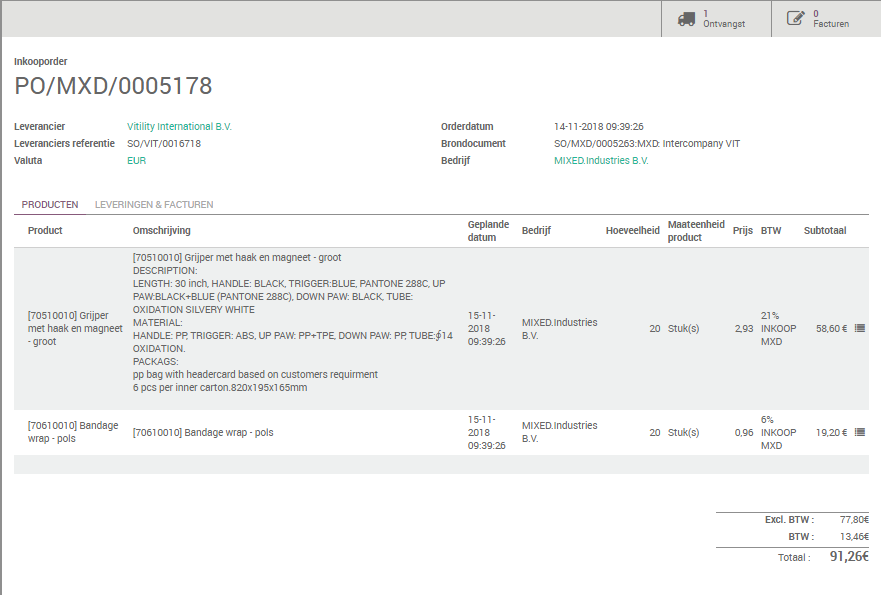 1
Ontvangst
0
Facturen
Inkooporder
PO/MXD/0005178
Leverancier Vitility International B.V.
Leveranciers referentie SO/VIT/0016718
Valuta EUR
Orderdatum 14-11-2018 09:39:26
Brondocument SO/MXD/0005263:MXD: Intercompany VIT
Bedrijf MIXED.Industries B.V.
PRODUCTEN LEVERINGEN & FACTUREN
Product Omschrijving Geplande datum Bedrijf Hoeveelheid Maateenheid product Prijs BTW Subtotaal
[70510010] Grijper
met haak en magneet
- groot
[70510010] Grijper met haak en magneet - groot
DESCRIPTION:
LENGTH: 30 inch, HANDLE: BLACK, TRIGGER:BLUE, PANTONE 288C, UP
PAW:BLACK+BLUE (PANTONE 288C), DOWN PAW: BLACK, TUBE:
OXIDATION SILVERY WHITE
MATERIAL:
HANDLE: PP, TRIGGER: ABS, UP PAW: PP+TPE, DOWN PAW: PP, TUBE:∮14
OXIDATION.
PACKAGS:
pp bag with headercard based on customers requirment
6 pcs per inner carton.820x195x165mm
15-11-
2018
09:39:26
MIXED.Industries
B.V.
20 Stuk(s) 2,93
21%
INKOOP
MXD
58,60 €
[70610010] Bandage
wrap - pols
[70610010] Bandage wrap - pols
15-11-
2018
09:39:26
MIXED.Industries
B.V.
20 Stuk(s) 0,96
6%
INKOOP
MXD
19,20 €
Excl. BTW : 77,80€
BTW : 13,46€
Totaal : 91,26€